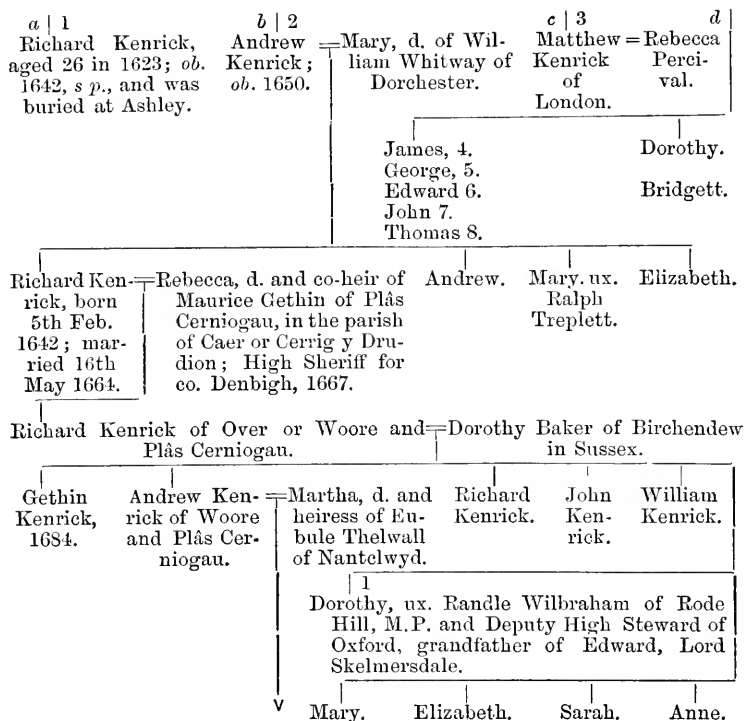 a | 1 b | 2 c | 3 d |
Richard Kenrick,
aged 26 in 1623; ob.
1642, s p., and was
buried at Ashley.
Andrew
Kenrick;
ob. 1650.
=Mary, d. of Wil-
liam Whitway of
Dorchester.
Matthew
Kenrick
of
London.
=Rebecca
Perci-
val.
James, 4.
George, 5.
Edward 6.
John 7.
Thomas 8.
Dorothy.
Bridgett.
Richard Ken-
rick, born
5th Feb.
1642; mar-
ried 16th
May 1664.
=Rebecca, d. and co-heir of
Maurice Gethin of Plâs
Cerniogau, in the parish
of Caer or Cerrig y Dru-
dion; High Sheriff for
co. Denbigh, 1667.
Andrew.
Mary. ux.
Ralph
Treplett.
Elizabeth.
Richard Kenrick of Over or Woore and
Plâs Cerniogau.
=Dorothy Baker of Birchendew
in Sussex.
Gethin
Kenrick,
1684.
Andrew Ken-
rick of Woore
and Plâs Cer-
niogau.
=Martha, d. and
heiress of Eu-
bule Thelwall
of Nantclwyd.
Richard
Kenrick.
John
Ken-
rick.
William
Kenrick.
| 1
Dorothy, ux. Randle Wilbraham of Rode
Hill, M.P. and Deputy High Steward of
Oxford, grandfather of Edward, Lord
Skelmersdale.
v
Mary. Elizabeth. Sarah. Anne.